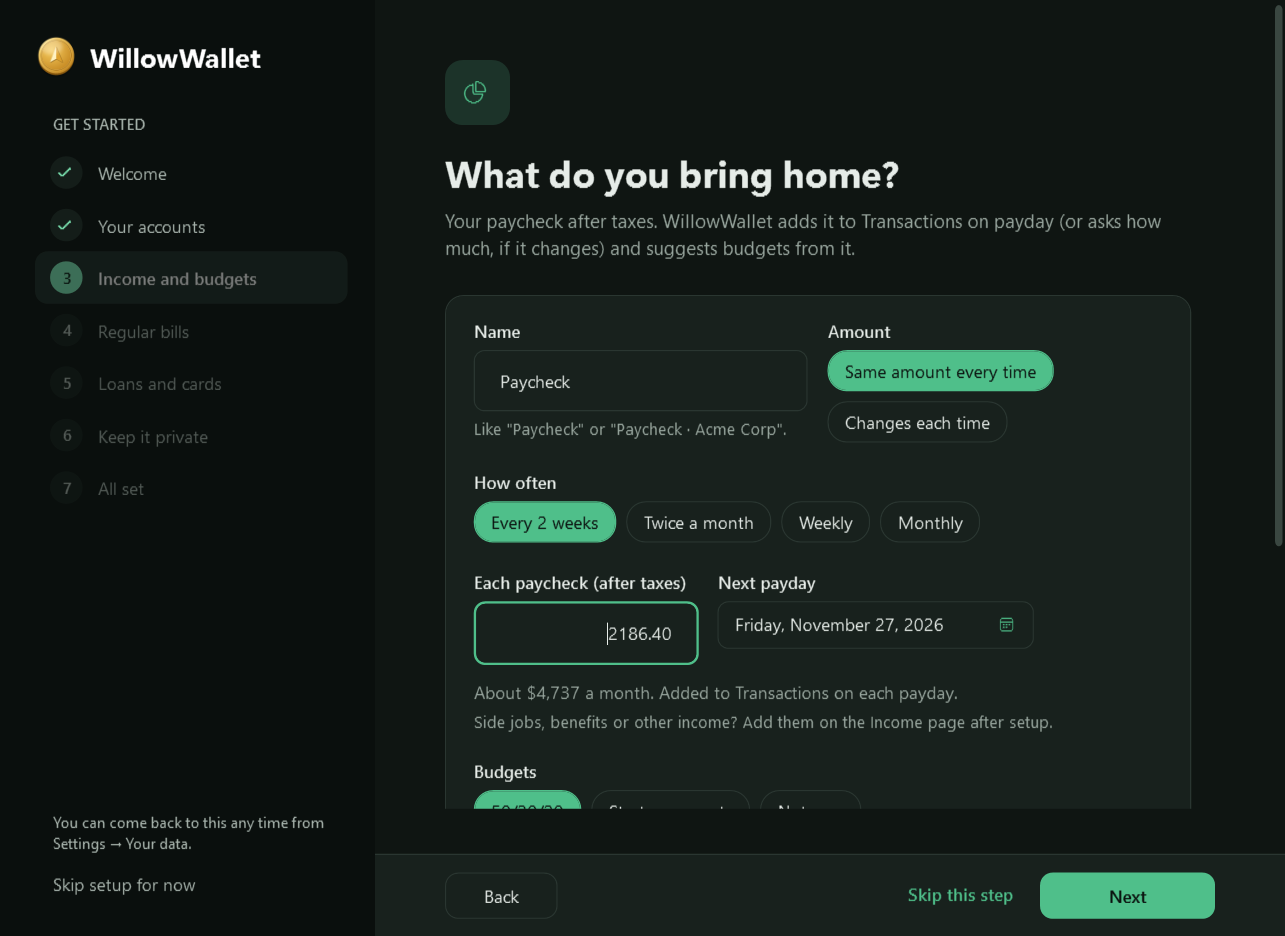 WillowWallet
GET STARTED
Welcome
Your accounts
3 Income and budgets
4 Regular bills
5 Loans and cards
6 Keep it private
7 All set
You can come back to this any time from
Settings → Your data.
Skip setup for now
What do you bring home?
Your paycheck after taxes. WillowWallet adds it to Transactions on payday (or asks how
much, if it changes) and suggests budgets from it.
Name
Paycheck
Like "Paycheck" or "Paycheck · Acme Corp".
Amount
Same amount every time
Changes each time
How often
Every 2 weeks
Twice a month
Weekly
Monthly
Each paycheck (after taxes)
2186.40
Next payday
Friday, November 27, 2026
About $4,737 a month. Added to Transactions on each payday.
Side jobs, benefits or other income? Add them on the Income page after setup.
Budgets
50/30/20
Back
Skip this step
Next